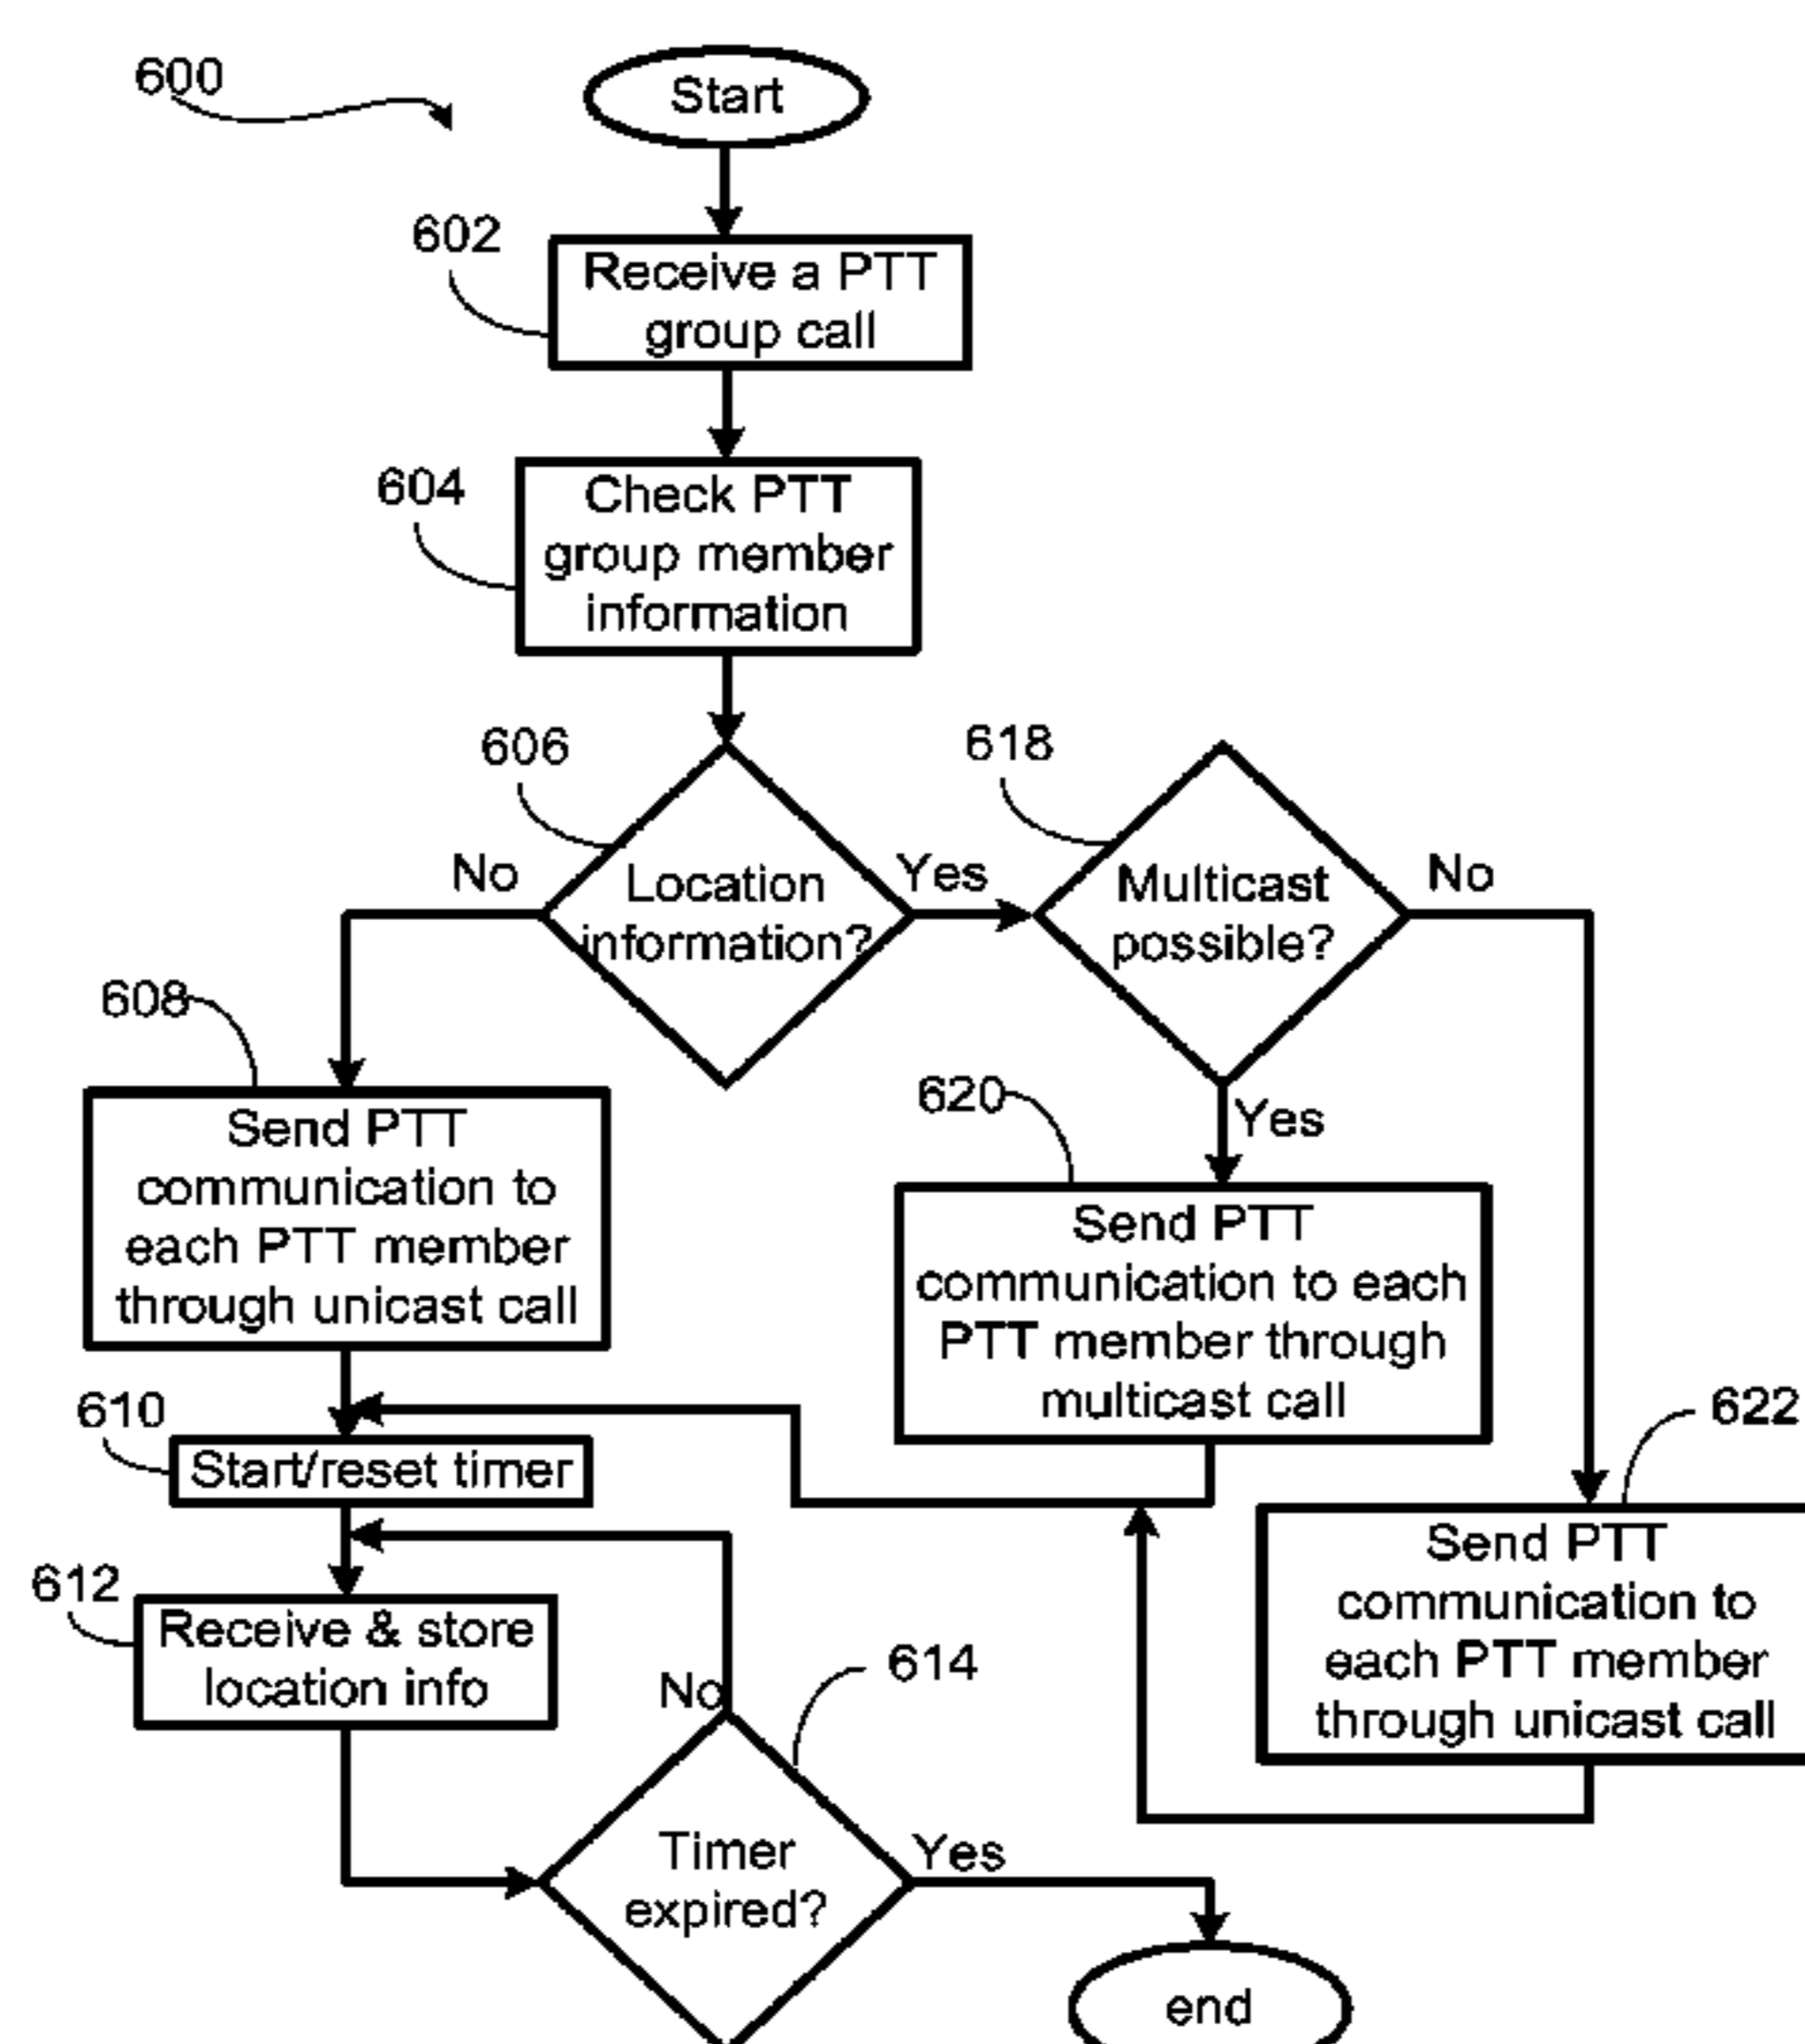 600
Start
602
Receive a PTT
group call
604
Check PTT
group member
information
606
618
No
Location
information?
Yes
Multicast
possible?
No
608
Send PTT
communication to
each PTT member
through unicast call
620
Yes
Send PTT
communication to each
PTT member through
multicast call
610
Start/reset timer
622
Send PTT
communication to
each PTT member
through unicast call
612
Receive & store
location info
No
614
Timer
expired?
Yes
end